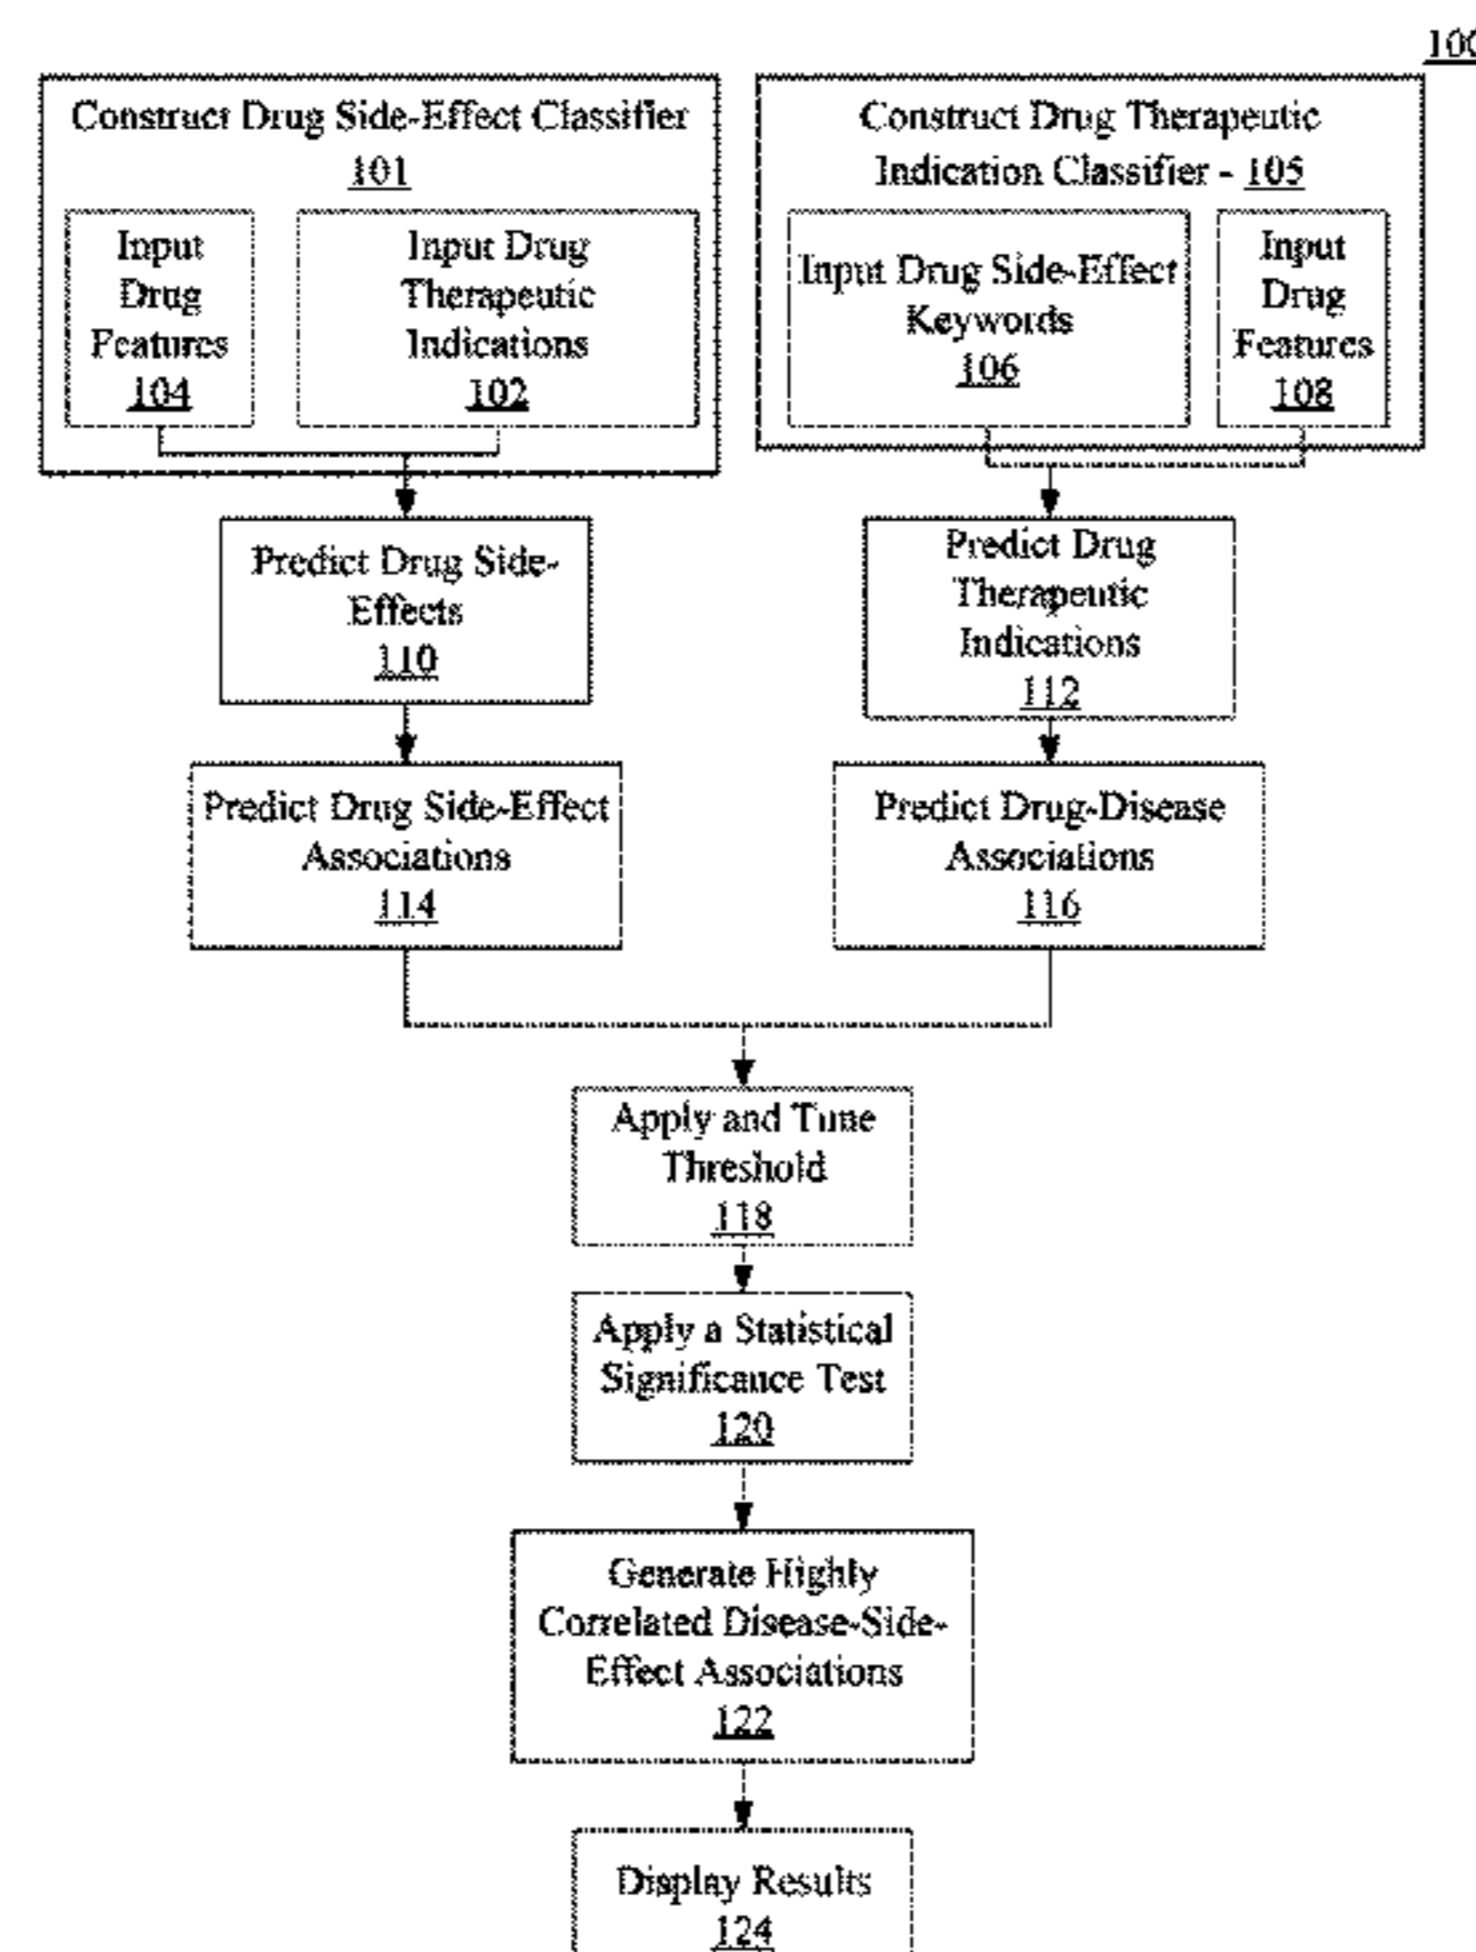 100
Construct Drug Side-Effect Classifier
101
Input
Drug
Features
104
Input Drug
Therapeutic
Indications
102
Construct Drug Therapeutic
Indication Classifier - 105
Input Drug Side-Effect
Keywords
106
Input
Drug
Features
108
Predict Drug Side-
Effects
110
Predict Drug
Therapeutic
Indications
112
Predict Drug Side-Effect
Associations
114
Predict Drug-Disease
Associations
116
Apply and Tune
Threshold
118
Apply a Statistical
Significance Test
120
Generate Highly
Correlated Disease-Side-
Effect Associations
122
Display Results
124